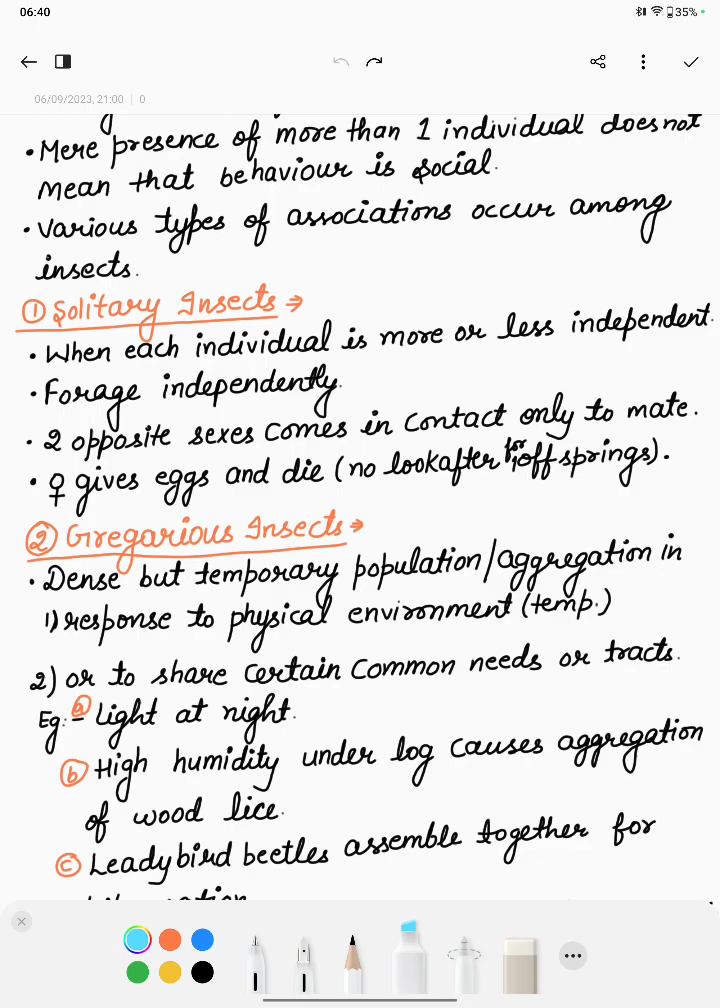 06:40
35%
06/09/2023, 21:00 | 0
• Mere presence of more than 1 individual does not
mean that behaviour is social.
• Various types of associations occur among
insects.
① Solitary Insects →
• When each individual is more or less independent.
• Forage independently.
• 2 opposite sexes comes in contact only to mate.
• ♀ gives eggs and die (no lookafter for offsprings).
② Gregarious Insects →
• Dense but temporary population/aggregation in
1) response to physical environment (temp.)
2) or to share certain common needs or tracts.
Eg:- ⓐ Light at night.
ⓑ High humidity under log causes aggregation
of wood lice.
ⓒ Leadybird beetles assemble together for